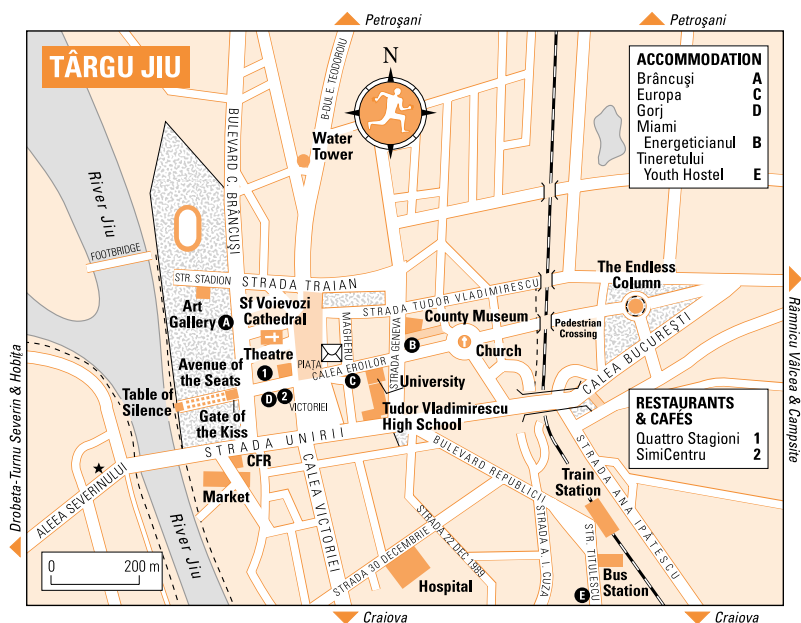 Petroşani
Petroşani
TÂRGU JIU
N
ACCOMMODATION
Brâncuşi A
Europa C
Gorj D
Miami
Energeticianul B
Tineretului
Youth Hostel E
B-DUL E. TEODOROIU
BULEVARD C. BRÂNCUŞI
Water
Tower
River Jiu
FOOTBRIDGE
STR. STADION
STRADA TRAIAN
STRADA TUDOR VLADIMIRESCU
The Endless
Column
Art
Gallery
A
Sf Voievozi
Cathedral
MAGHERU
STRADA GENEVA
County Museum
B
Church
Pedestrian
Crossing
CALEA BUCUREŞTI
Râmnicu Vâlcea & Campsite
Theatre
1
PIAŢA
VICTORIEI
CALEA EROILOR
C
University
Avenue of
the Seats
Table of
Silence
Gate of
the Kiss
D
2
Tudor Vladimirescu
High School
RESTAURANTS
& CAFÉS
Quattro Stagioni 1
SimiCentru 2
STRADA UNIRII
CFR
Market
ALEEA SEVERINULUI
Drobeta-Turnu Severin & Hobiţa
CALEA VICTORIEI
BULEVARD REPUBLICII
STRADA ANA IPĂTESCU
Train
Station
STRADA 22 DEC 1989
STRADA A. I. CUZA
STR. TITULESCU
STRADA 30 DECEMBRIE
Hospital
Bus
Station
E
River Jiu
0 200 m
Craiova
Craiova